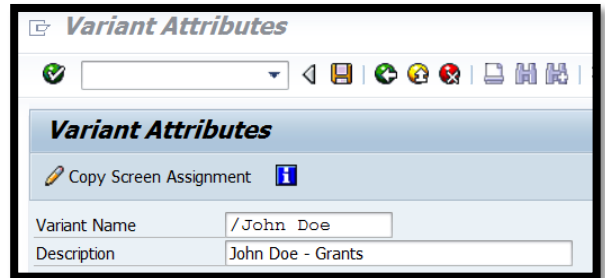 Variant Attributes
Variant Attributes
Copy Screen Assignment
Variant Name /John Doe
Description John Doe - Grants